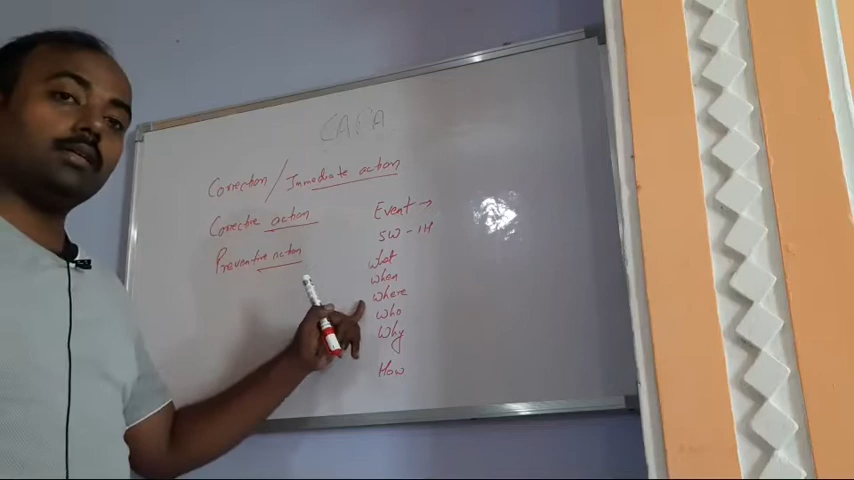 CAPA
Correction / Immediate action
Corrective action
Preventive action
Event →
5W - 1H
What
When
Where
Who
Why
How